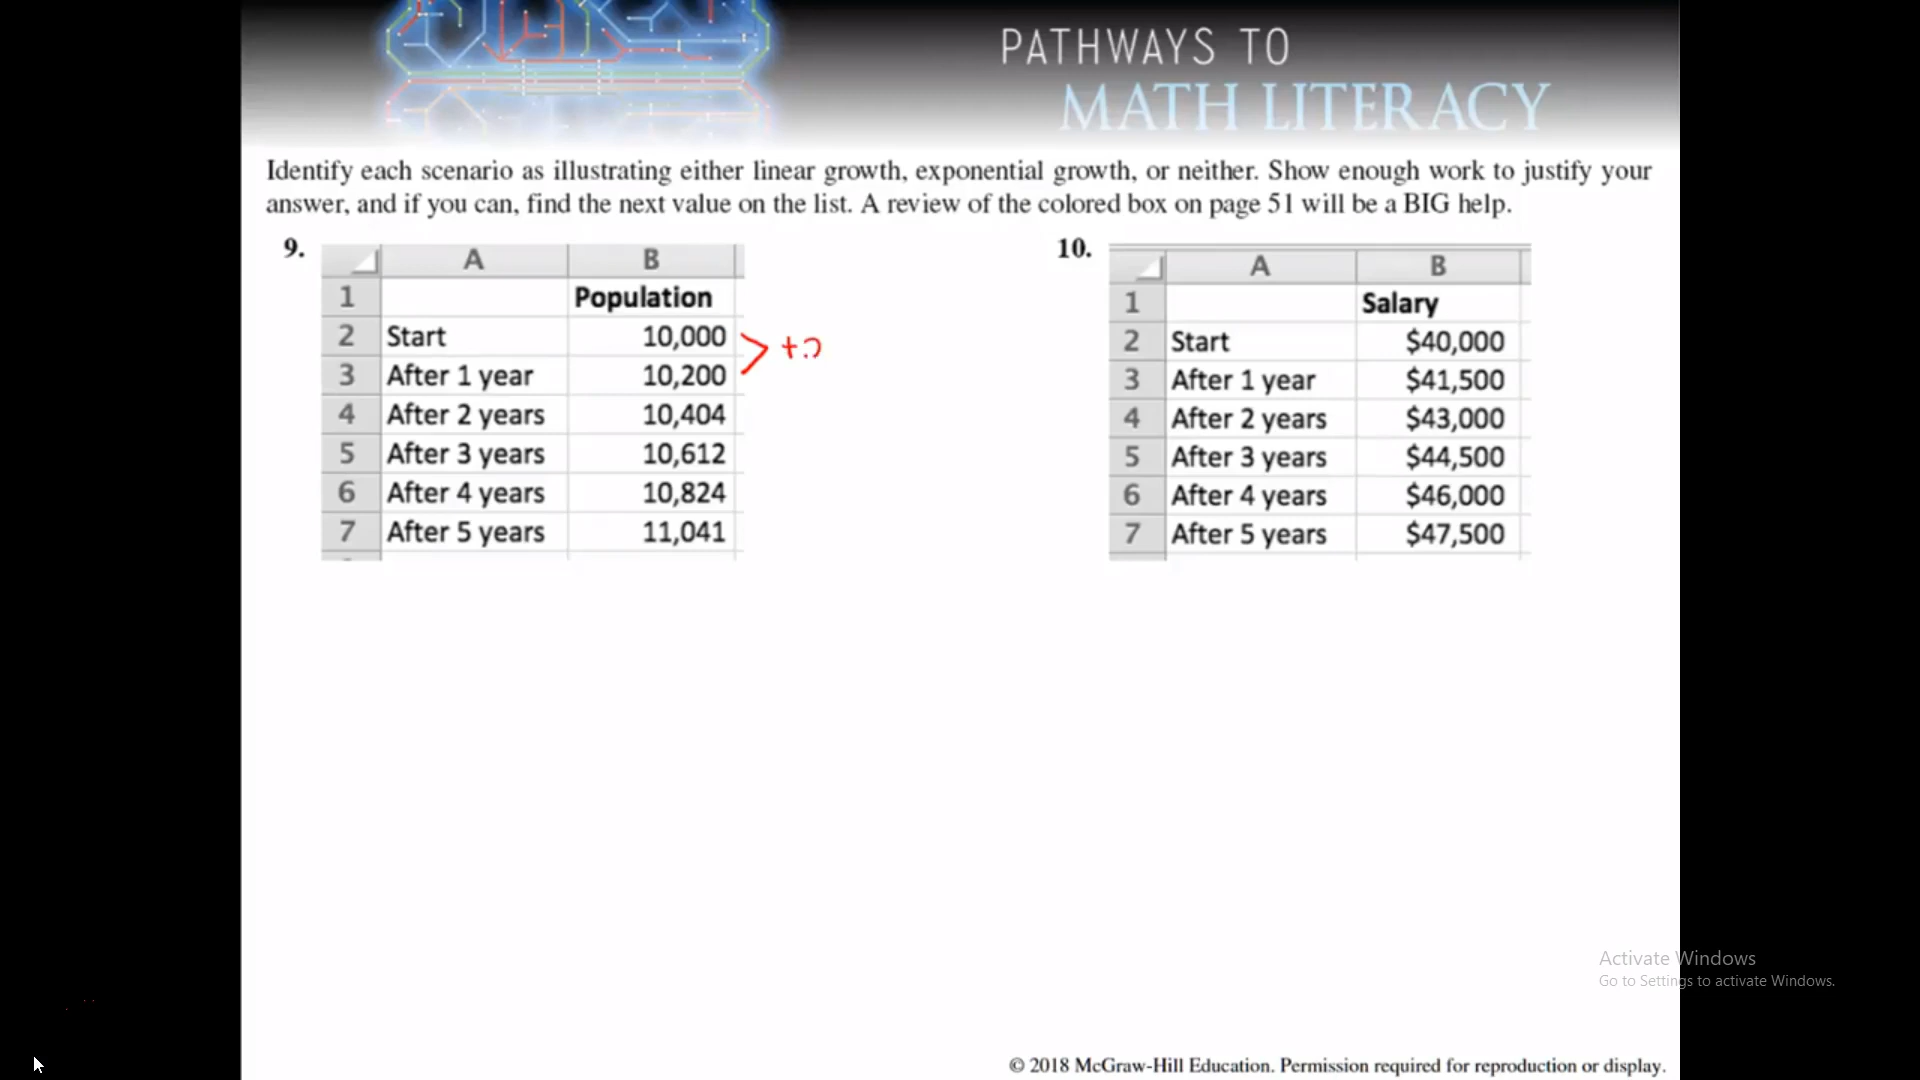 PATHWAYS TO
MATH LITERACY
Identify each scenario as illustrating either linear growth, exponential growth, or neither. Show enough work to justify your
answer, and if you can, find the next value on the list. A review of the colored box on page 51 will be a BIG help.
9.
A B
1 Population
2 Start 10,000
3 After 1 year 10,200
4 After 2 years 10,404
5 After 3 years 10,612
6 After 4 years 10,824
7 After 5 years 11,041
10.
A B
1 Salary
2 Start $40,000
3 After 1 year $41,500
4 After 2 years $43,000
5 After 3 years $44,500
6 After 4 years $46,000
7 After 5 years $47,500
Activate Windows
Go to Settings to activate Windows.
© 2018 McGraw-Hill Education. Permission required for reproduction or display.